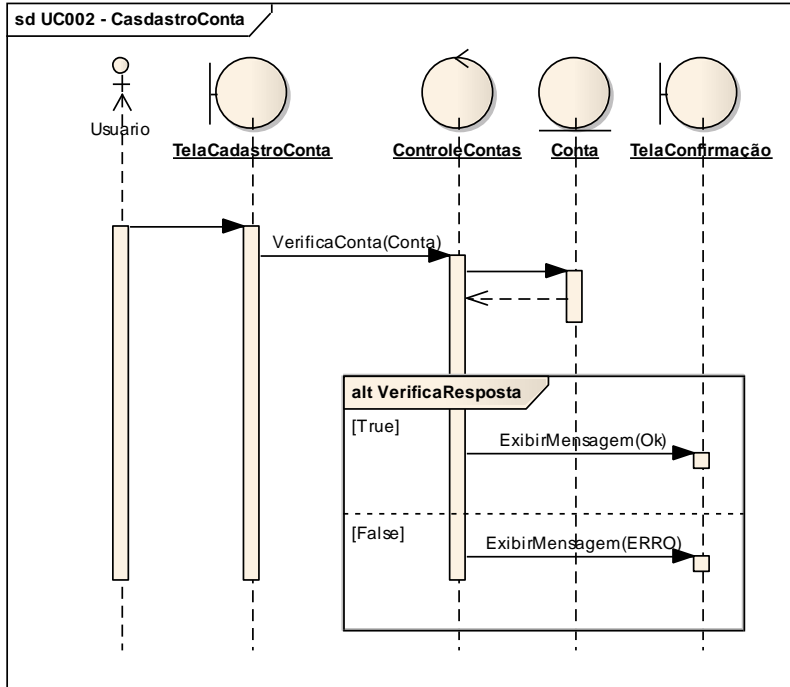 sd UC002 - CasdastroConta
Usuario
TelaCadastroConta
ControleContas
Conta
TelaConfirmação
VerificaConta(Conta)
alt VerificaResposta
[True]
ExibirMensagem(Ok)
[False]
ExibirMensagem(ERRO)